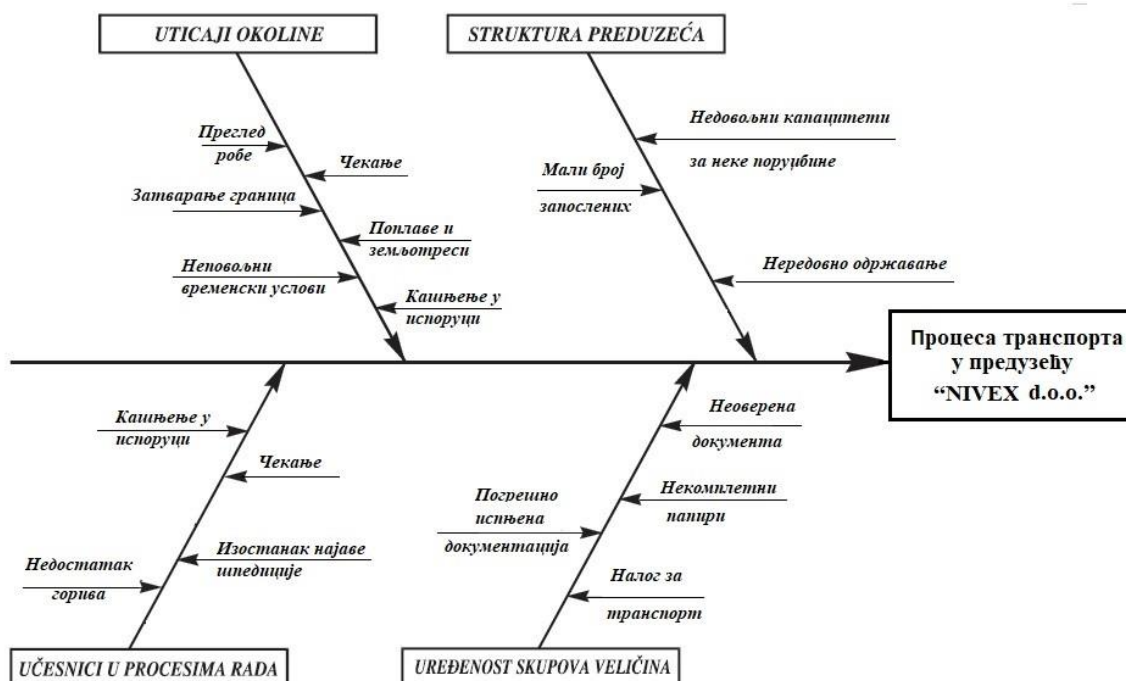 UTICAJI OKOLINE
STRUKTURA PREDUZEĆA
Преглед
робе
Чекање
Затварање граница
Поплаве и
земљотреси
Неповољни
временски услови
Кашњење у
испоруци
Недовољни капацитети
за неке поруџбине
Мали број
запослених
Нередовно одржавање
Процеса транспорта
у предузећу
“NIVEX d.o.o.”
Кашњење у
испоруци
Чекање
Изостанак најаве
шпедиције
Недостатак
горива
Неоверена
документа
Некомплетни
папири
Погрешно
испњена
документација
Налог за
транспорт
UČESNICI U PROCESIMA RADA
UREĐENOST SKUPOVA VELIČINA